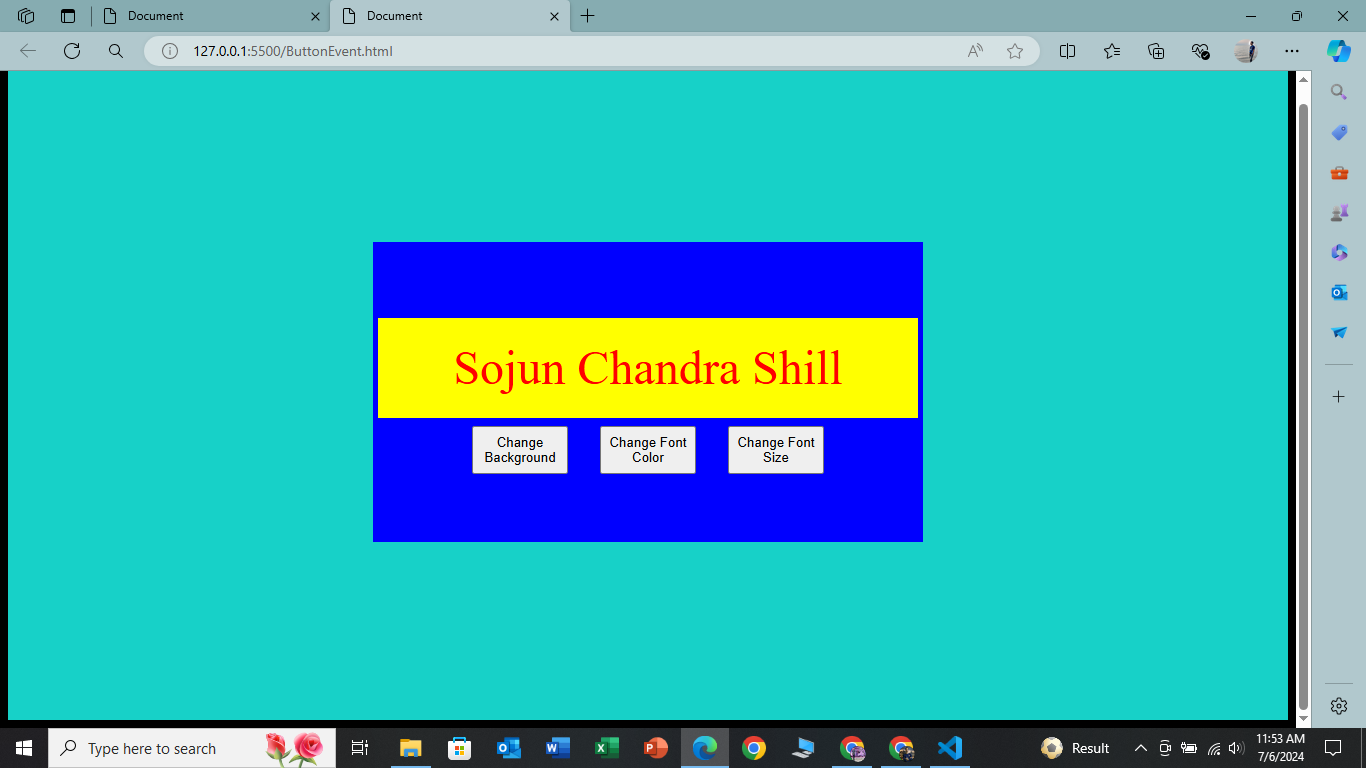 Document
Document
127.0.0.1:5500/ButtonEvent.html
Sojun Chandra Shill
Change
Background
Change Font
Color
Change Font
Size
Type here to search
Result
11:53 AM
7/6/2024